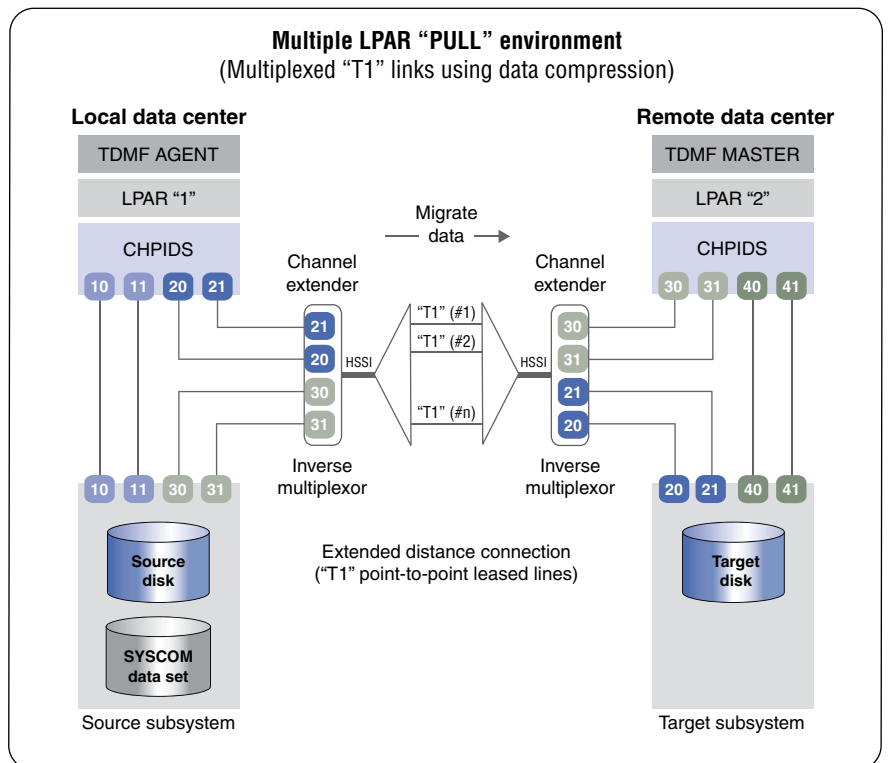 Multiple LPAR “PULL” environment
(Multiplexed “T1” links using data compression)
Local data center
TDMF AGENT
LPAR “1”
CHPIDS
10 11 20 21
Remote data center
TDMF MASTER
LPAR “2”
CHPIDS
30 31 40 41
Migrate
data
Channel
extender
21
20
30
31
HSSI
Inverse
multiplexor
“T1” (#1)
“T1” (#2)
“T1” (#n)
Channel
extender
HSSI
30
31
21
20
Inverse
multiplexor
10 11 30 31
Source
disk
SYSCOM
data set
Source subsystem
Extended distance connection
(“T1” point-to-point leased lines)
20 21 40 41
Target
disk
Target subsystem